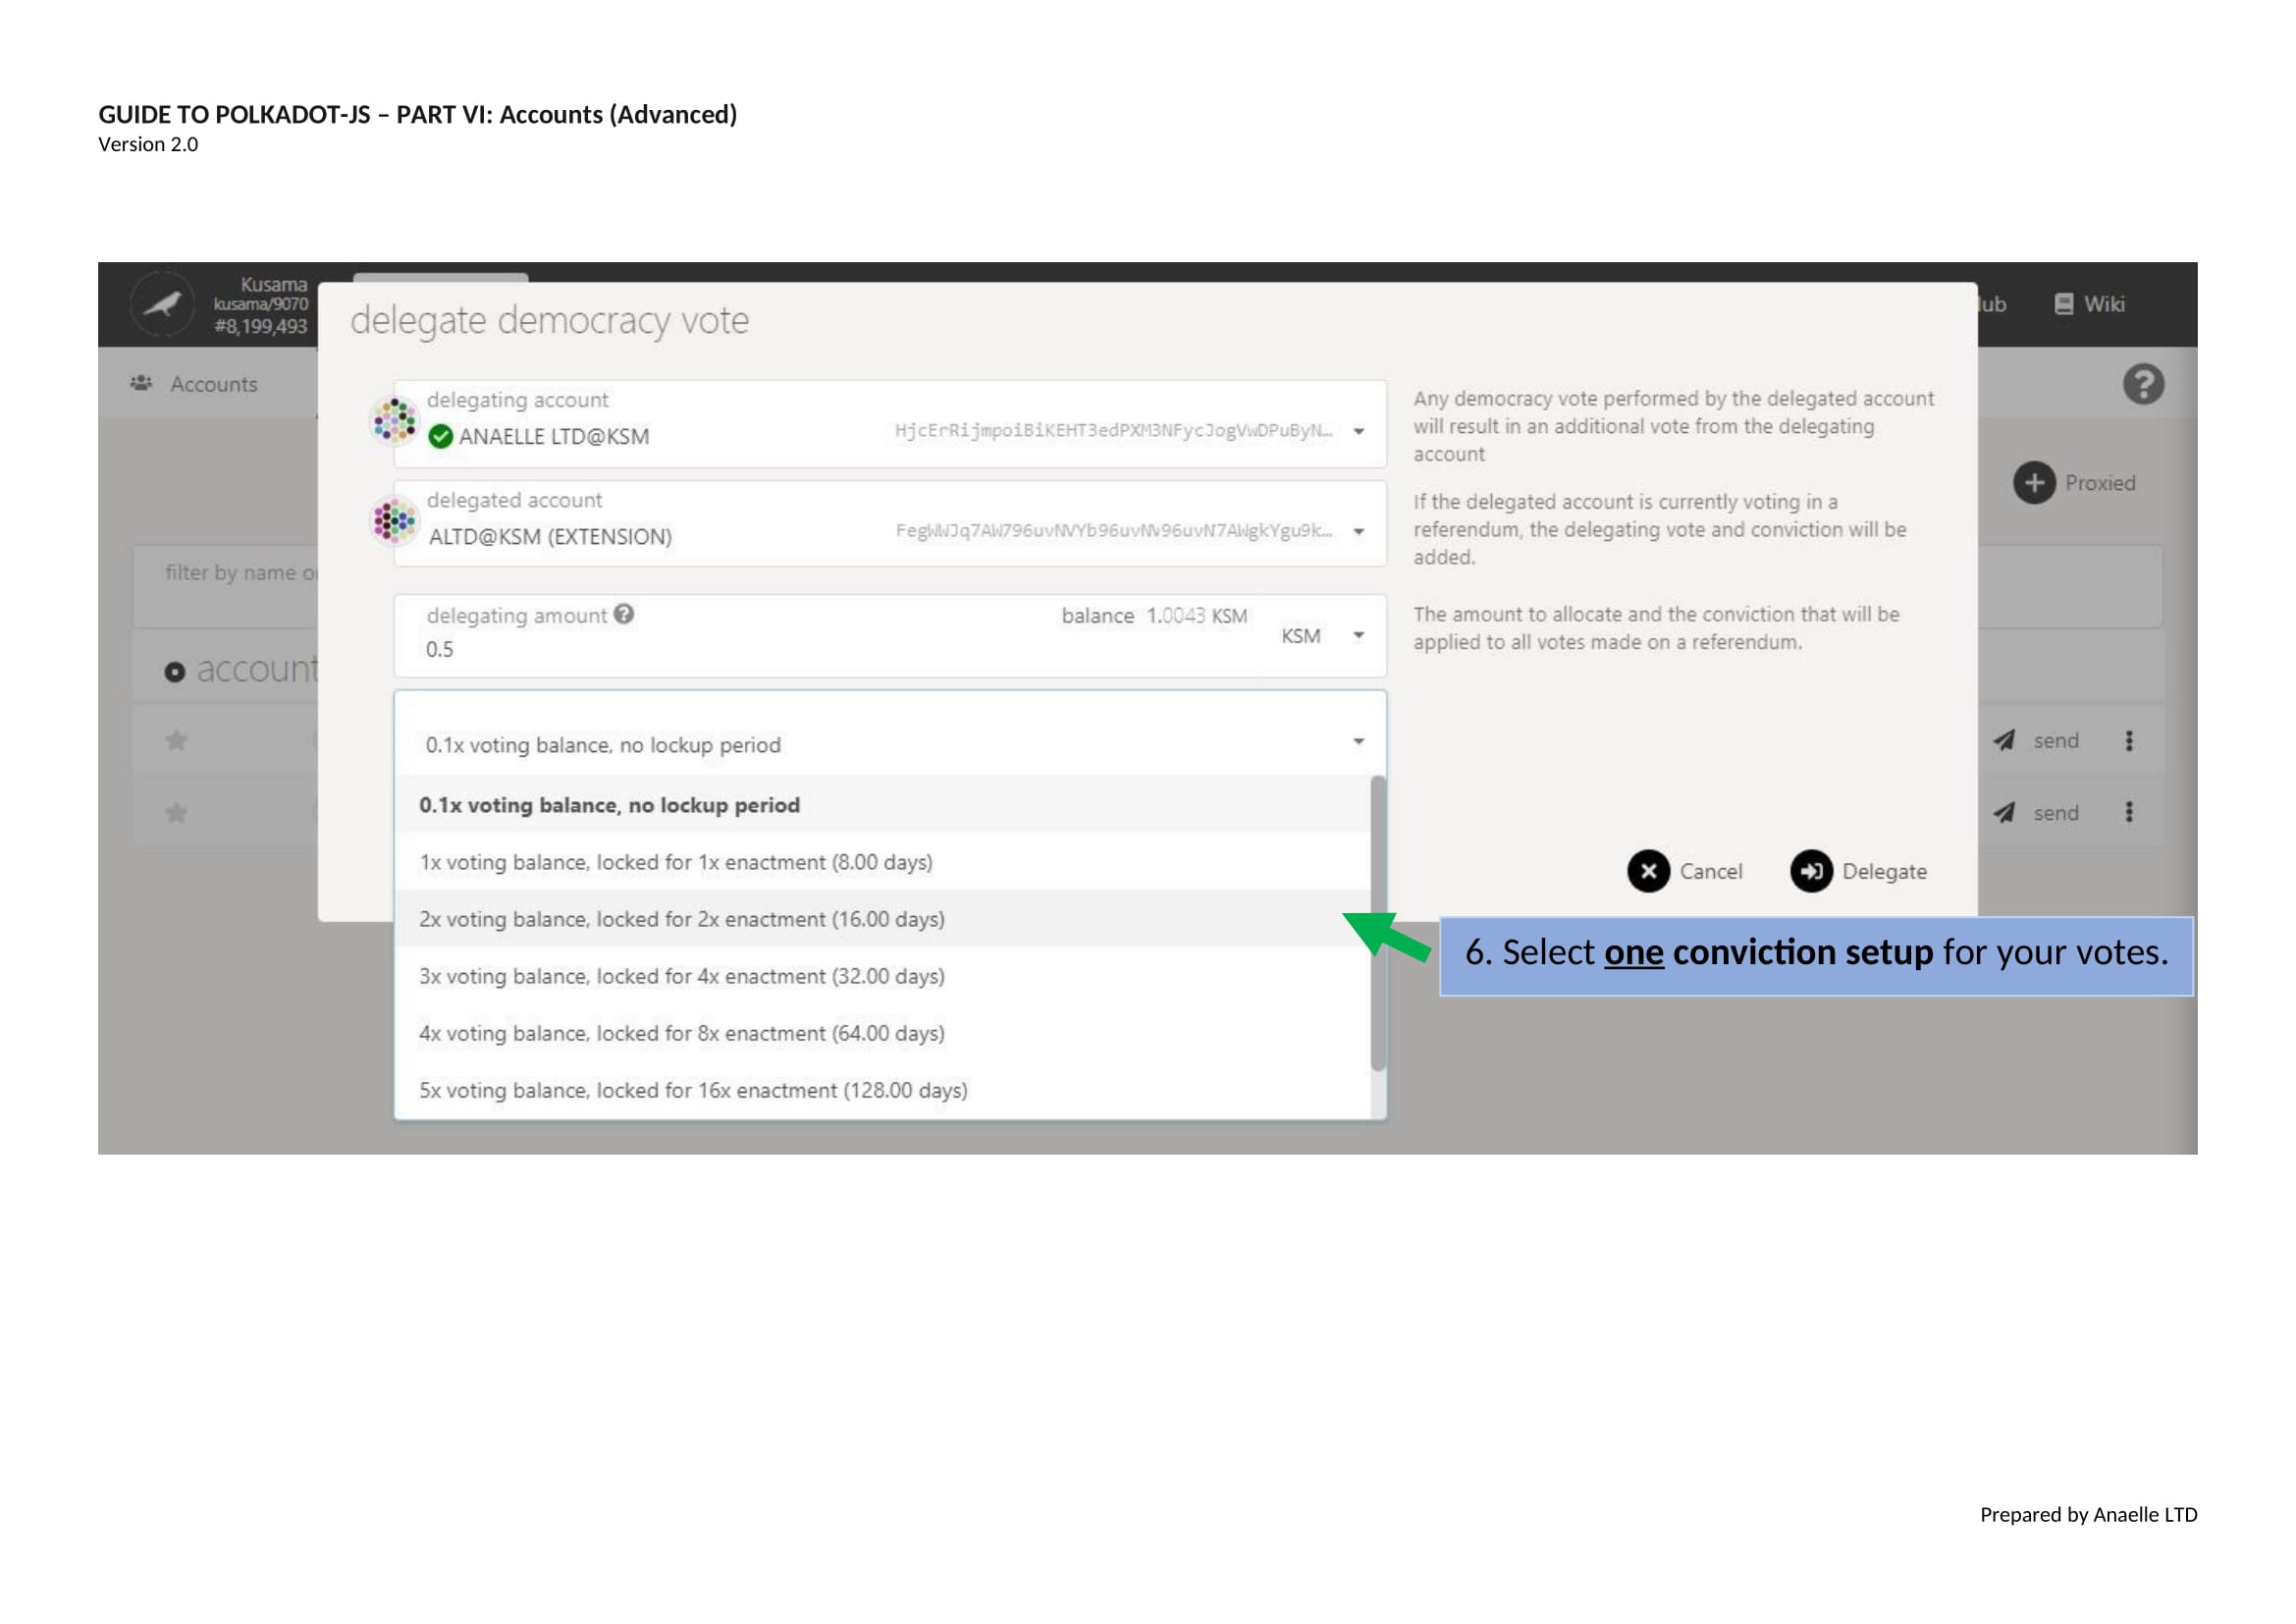 GUIDE TO POLKADOT-JS – PART VI: Accounts (Advanced)
Version 2.0
Kusama
kusama/9070
#8,199,493
lub
Wiki
delegate democracy vote
Accounts
delegating account
ANAELLE LTD@KSM
HjcErRijmpoiBiKEHT3edPXM3NFycJogVwDPuByN...
Any democracy vote performed by the delegated account
will result in an additional vote from the delegating
account
delegated account
ALTD@KSM (EXTENSION)
If the delegated account is currently voting in a
referendum, the delegating vote and conviction will be
added.
Proxied
filter by name o
delegating amount
balance 1.0043 KSM
0.5
KSM
The amount to allocate and the conviction that will be
applied to all votes made on a referendum.
account
0.1x voting balance, no lockup period
send
0.1x voting balance, no lockup period
send
1x voting balance, locked for 1x enactment (8.00 days)
Cancel
Delegate
2x voting balance, locked for 2x enactment (16.00 days)
6. Select one conviction setup for your votes.
3x voting balance, locked for 4x enactment (32.00 days)
4x voting balance, locked for 8x enactment (64.00 days)
5x voting balance, locked for 16x enactment (128.00 days)
Prepared by Anaelle LTD